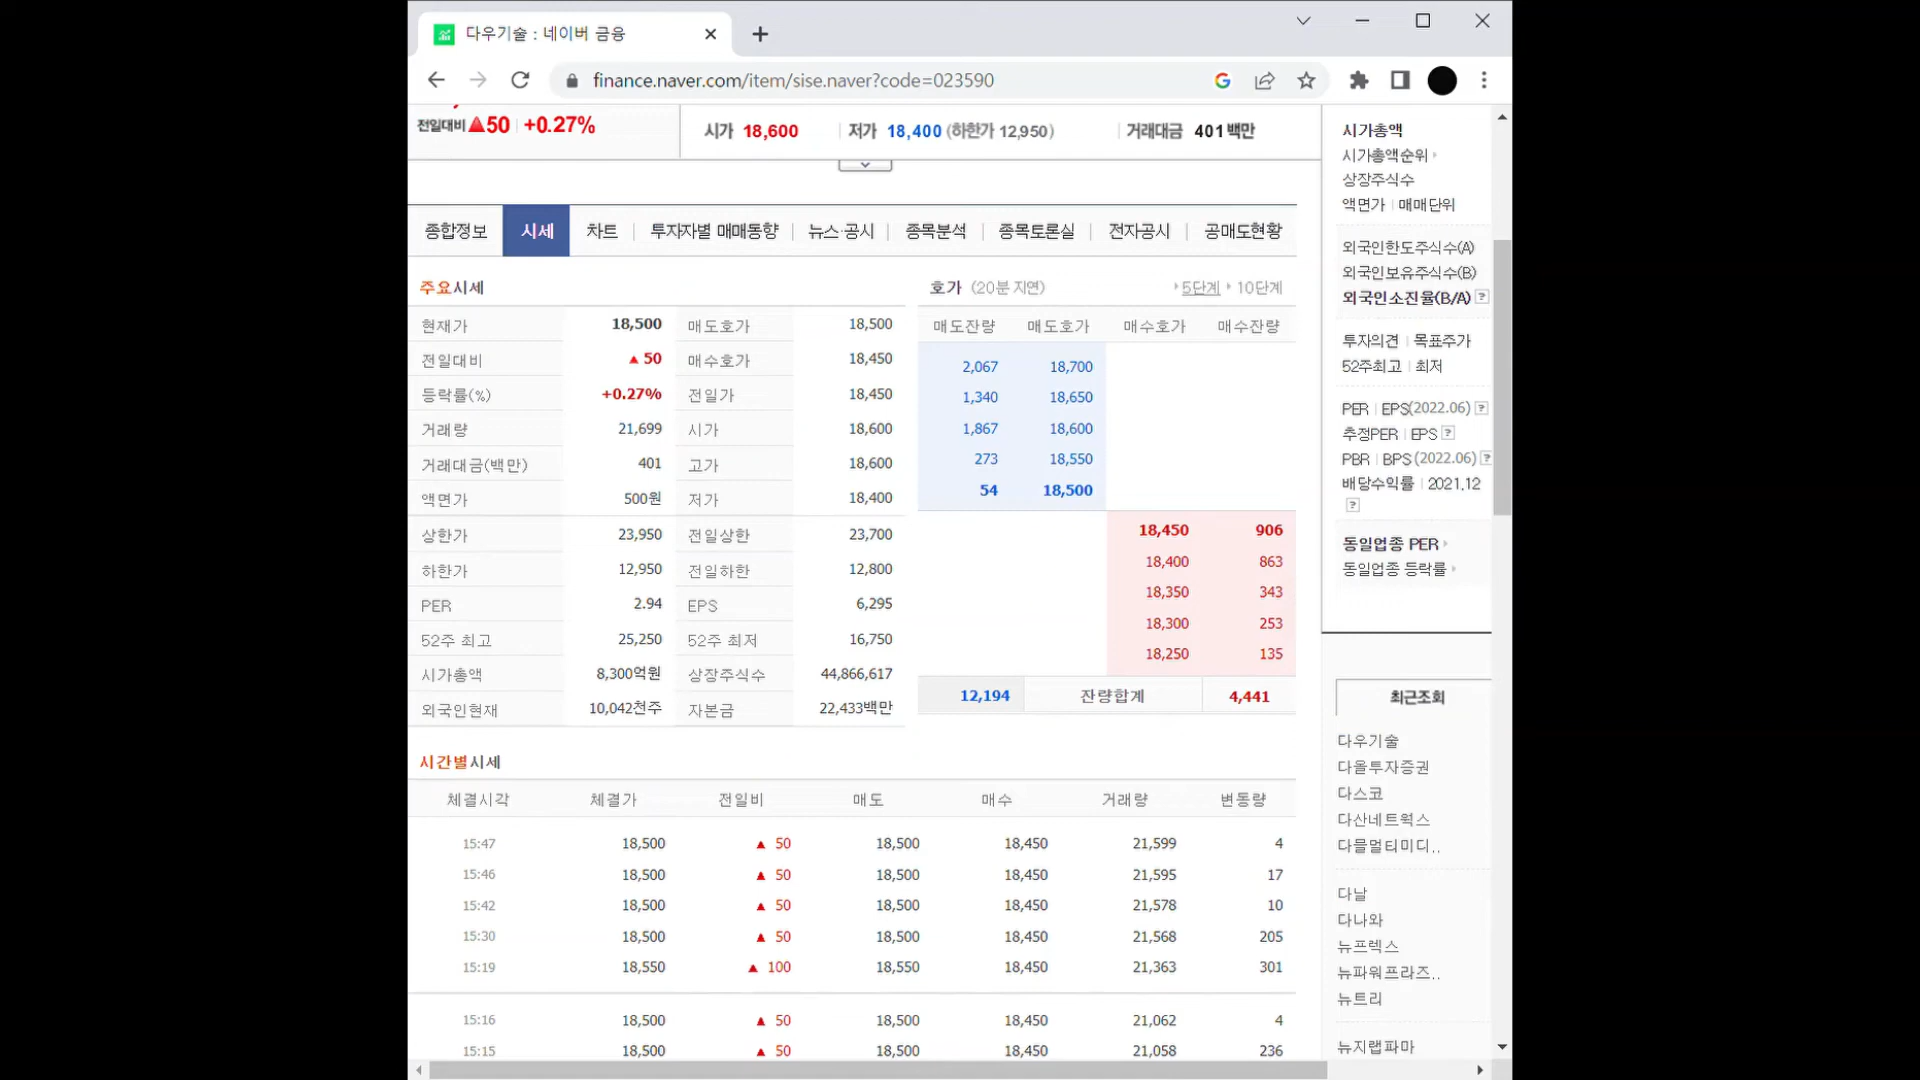 다우기술 : 네이버 금융
finance.naver.com/item/sise.naver?code=023590
전일대비 ▲50 +0.27%
시가 18,600 저가 18,400 (하한가 12,950) 거래대금 401백만
종합정보 시세 차트 투자자별 매매동향 뉴스·공시 종목분석 종목토론실 전자공시 공매도현황
주요시세
현재가 18,500 매도호가 18,500
전일대비 ▲ 50 매수호가 18,450
등락률(%) +0.27% 전일가 18,450
거래량 21,699 시가 18,600
거래대금(백만) 401 고가 18,600
액면가 500원 저가 18,400
상한가 23,950 전일상한 23,700
하한가 12,950 전일하한 12,800
PER 2.94 EPS 6,295
52주 최고 25,250 52주 최저 16,750
시가총액 8,300억원 상장주식수 44,866,617
외국인현재 10,042천주 자본금 22,433백만
호가 (20분 지연) 5단계 10단계
매도잔량 매도호가 매수호가 매수잔량
2,067 18,700
1,340 18,650
1,867 18,600
273 18,550
54 18,500
18,450 906
18,400 863
18,350 343
18,300 253
18,250 135
12,194 잔량합계 4,441
시간별시세
체결시각 체결가 전일비 매도 매수 거래량 변동량
15:47 18,500 ▲ 50 18,500 18,450 21,599 4
15:46 18,500 ▲ 50 18,500 18,450 21,595 17
15:42 18,500 ▲ 50 18,500 18,450 21,578 10
15:30 18,500 ▲ 50 18,500 18,450 21,568 205
15:19 18,550 ▲ 100 18,550 18,450 21,363 301
15:16 18,500 ▲ 50 18,500 18,450 21,062 4
15:15 18,500 ▲ 50 18,500 18,450 21,058 236
시가총액
시가총액순위
상장주식수
액면가 | 매매단위
외국인한도주식수(A)
외국인보유주식수(B)
외국인소진율(B/A) ?
투자의견 | 목표주가
52주최고 | 최저
PER | EPS(2022.06) ?
추정PER | EPS ?
PBR | BPS (2022.06) ?
배당수익률 | 2021.12
?
동일업종 PER
동일업종 등락률
최근조회
다우기술
다올투자증권
다스코
다산네트웍스
다믈멀티미디..
다날
다나와
뉴프렉스
뉴파워프라즈..
뉴트리
뉴지랩파마